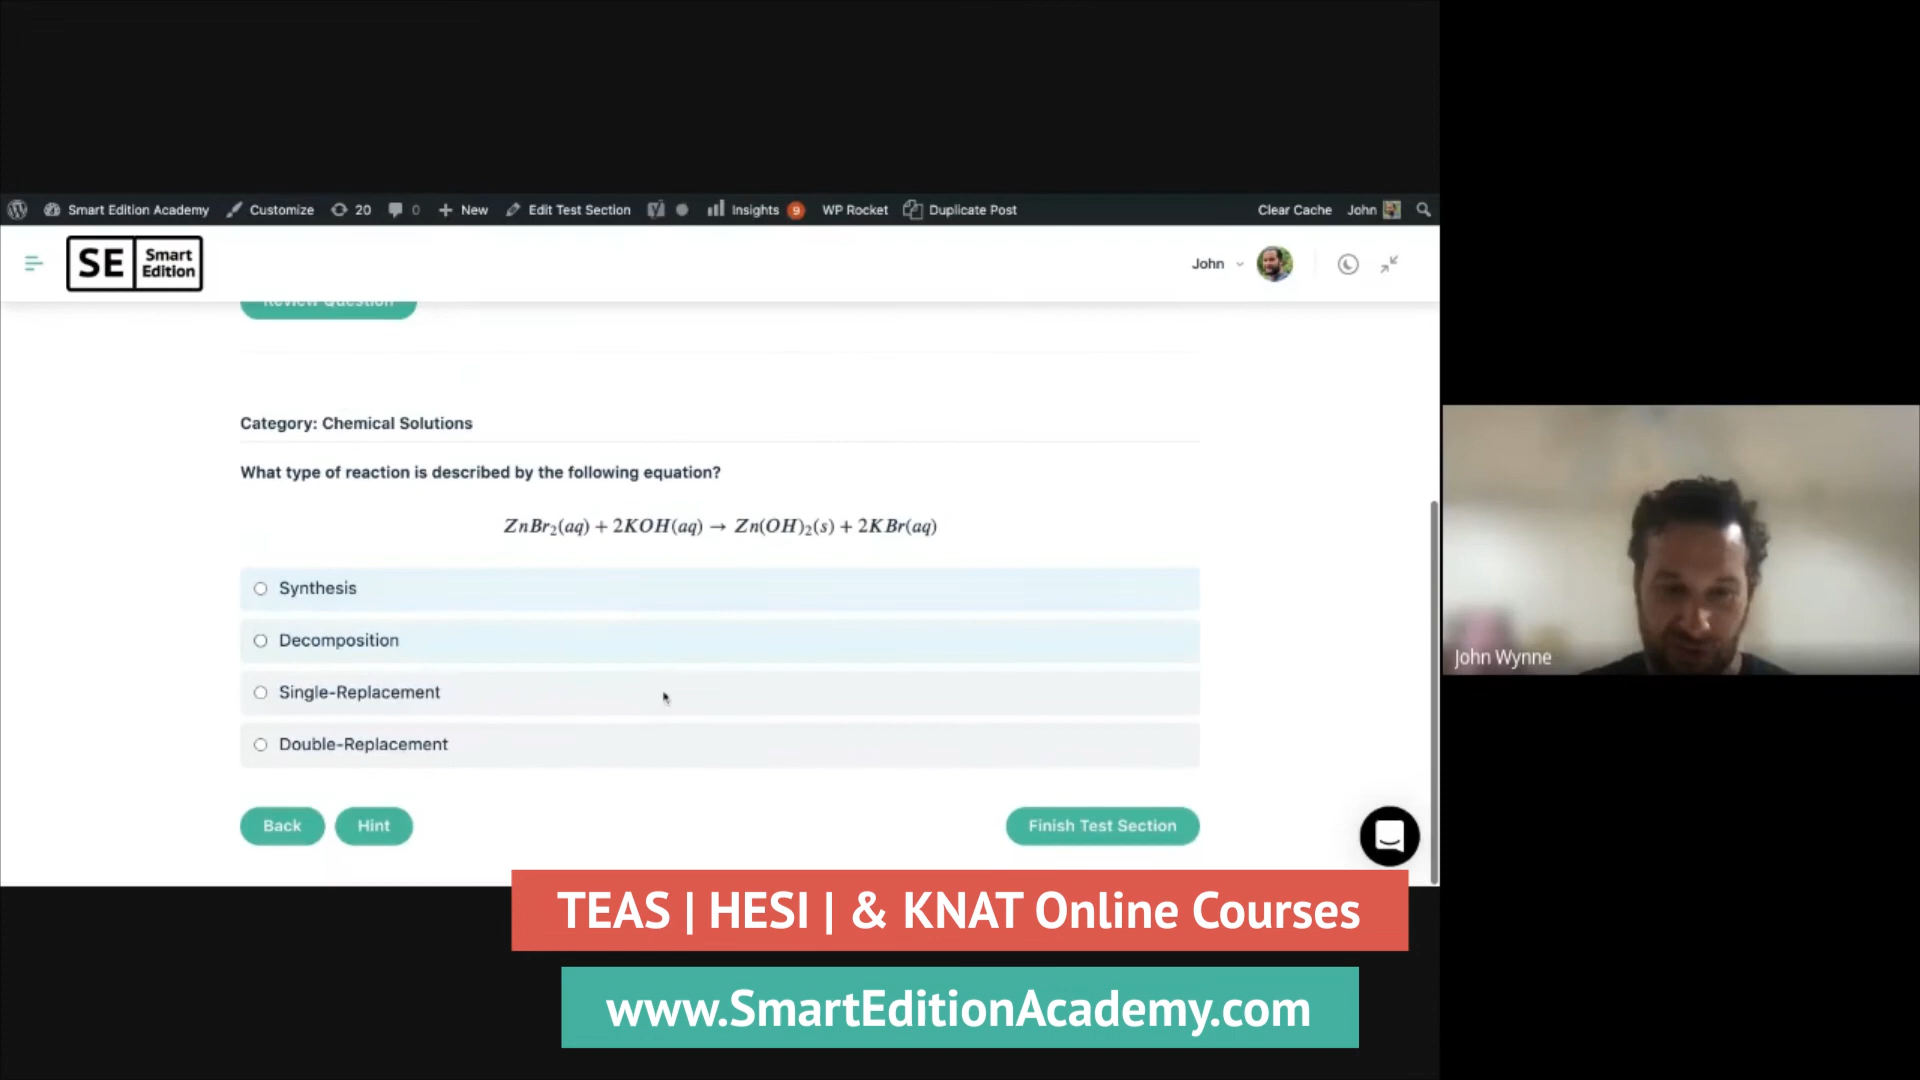 Smart Edition Academy Customize 20 0 New Edit Test Section Insights 9 WP Rocket Duplicate Post Clear Cache John
SE Smart Edition
John
Review Question
Category: Chemical Solutions
What type of reaction is described by the following equation?
ZnBr₂(aq) + 2KOH(aq) → Zn(OH)₂(s) + 2KBr(aq)
Synthesis
Decomposition
Single-Replacement
Double-Replacement
Back Hint Finish Test Section
John Wynne
TEAS | HESI | & KNAT Online Courses
www.SmartEditionAcademy.com